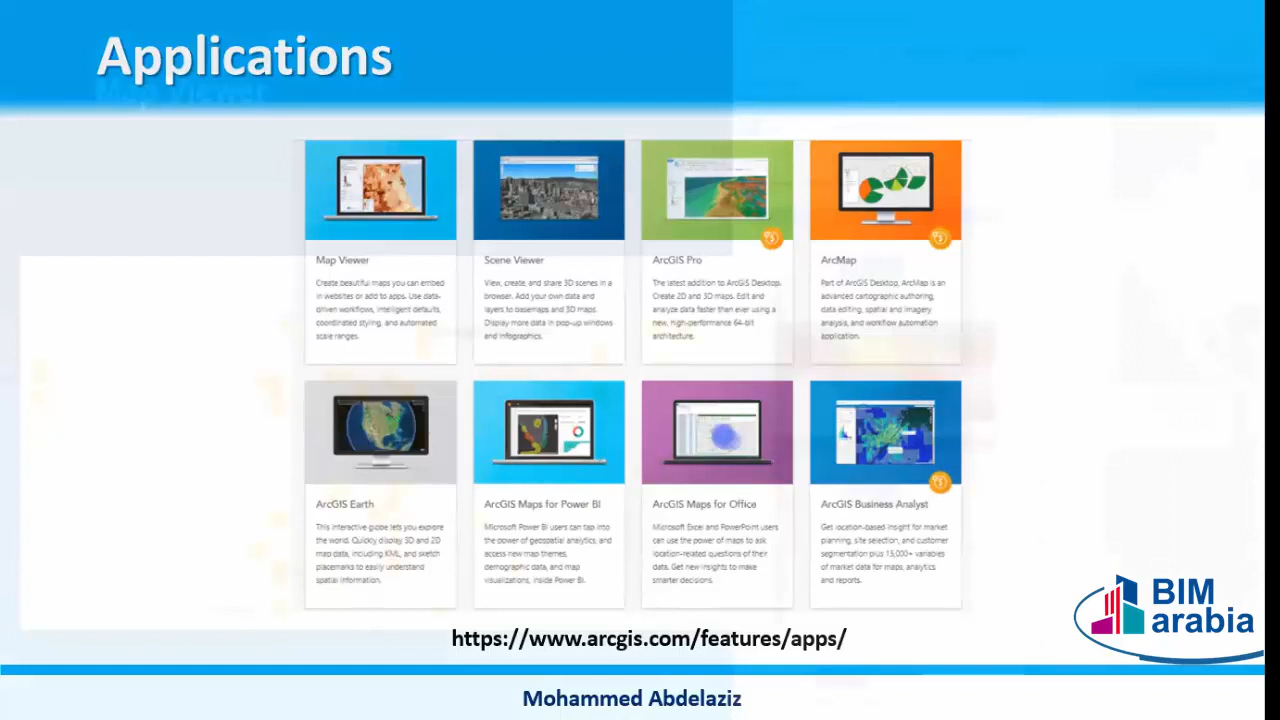 Applications
Map Viewer
Map Viewer
Create beautiful maps you can embed
in websites or add to apps. Use data-
driven workflows, intelligent defaults,
coordinated styling, and automated
scale ranges.
Scene Viewer
View, create, and share 3D scenes in a
browser. Add your own data and
layers to basemaps and 3D maps.
Display more data in pop-up windows
and infographics.
ArcGIS Pro
The latest addition to ArcGIS Desktop.
Create 2D and 3D maps. Edit and
analyze data faster than ever using a
new, high-performance 64-bit
architecture.
ArcMap
Part of ArcGIS Desktop, ArcMap is an
advanced cartographic authoring,
data editing, spatial and imagery
analysis, and workflow automation
application.
ArcGIS Earth
This interactive globe lets you explore
the world. Quickly display 3D and 2D
map data, including KML, and sketch
placemarks to easily understand
spatial information.
ArcGIS Maps for Power BI
Microsoft Power BI users can tap into
the power of geospatial analytics, and
access new map themes,
demographic data, and map
visualizations, inside Power BI.
ArcGIS Maps for Office
Microsoft Excel and PowerPoint users
can use the power of maps to ask
location-related questions of their
data. Get new insights to make
smarter decisions.
ArcGIS Business Analyst
Get location-based insight for market
planning, site selection, and customer
segmentation plus 15,000+ variables
of market data for maps, analytics
and reports.
https://www.arcgis.com/features/apps/
BIM
arabia
Mohammed Abdelaziz